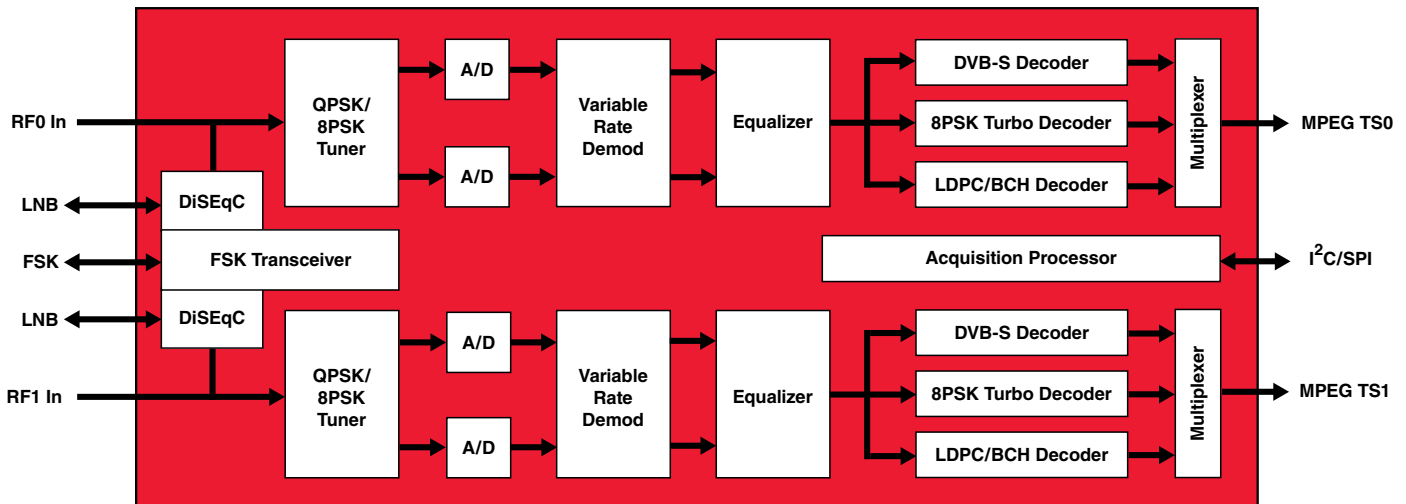 RF0 In
LNB
FSK
LNB
RF1 In
DiSEqC
FSK Transceiver
DiSEqC
QPSK/
8PSK
Tuner
A/D
A/D
Variable
Rate
Demod
Equalizer
DVB-S Decoder
8PSK Turbo Decoder
LDPC/BCH Decoder
Multiplexer
MPEG TS0
Acquisition Processor
I²C/SPI
QPSK/
8PSK
Tuner
A/D
A/D
Variable
Rate
Demod
Equalizer
DVB-S Decoder
8PSK Turbo Decoder
LDPC/BCH Decoder
Multiplexer
MPEG TS1